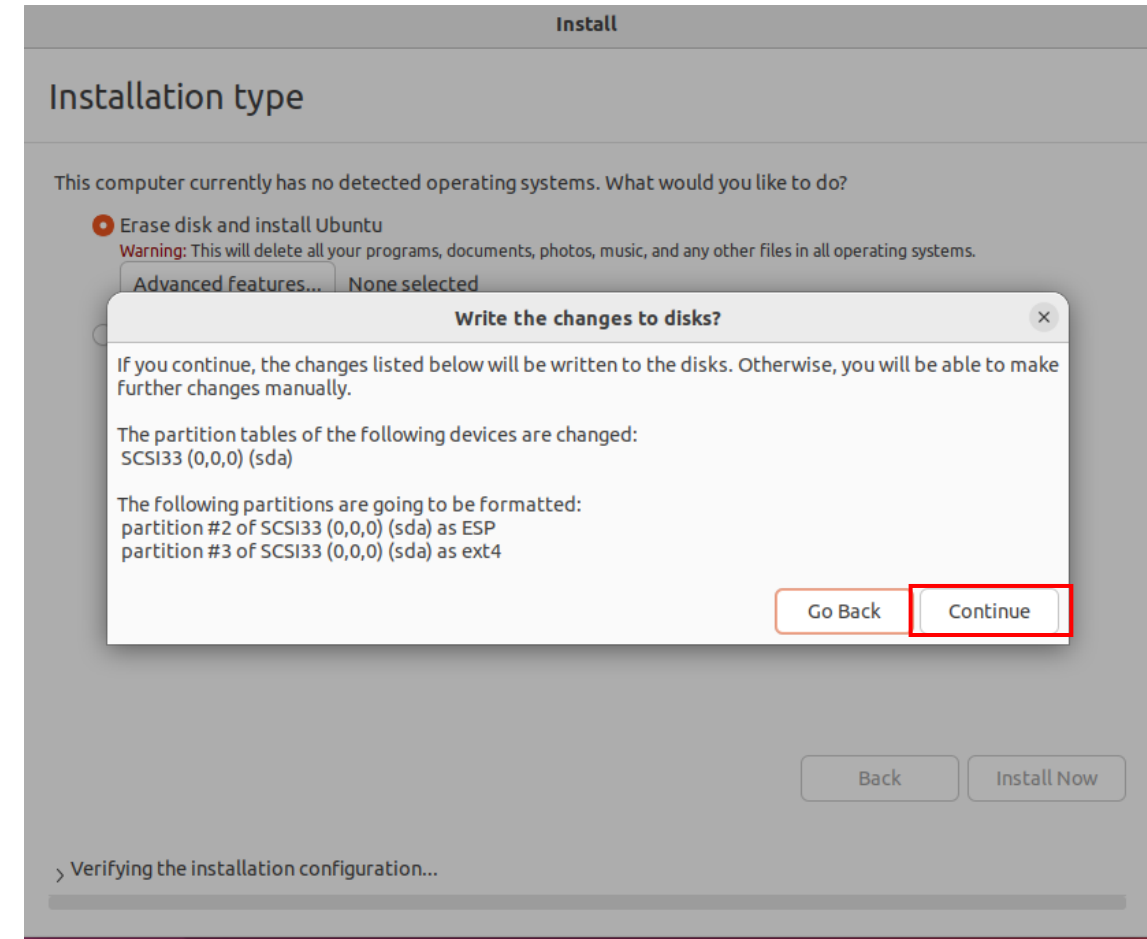 Install
Installation type
This computer currently has no detected operating systems. What would you like to do?
Erase disk and install Ubuntu
Warning: This will delete all your programs, documents, photos, music, and any other files in all operating systems.
Advanced features... None selected
Write the changes to disks?
If you continue, the changes listed below will be written to the disks. Otherwise, you will be able to make
further changes manually.
The partition tables of the following devices are changed:
SCSI33 (0,0,0) (sda)
The following partitions are going to be formatted:
partition #2 of SCSI33 (0,0,0) (sda) as ESP
partition #3 of SCSI33 (0,0,0) (sda) as ext4
Go Back Continue
Back Install Now
Verifying the installation configuration...